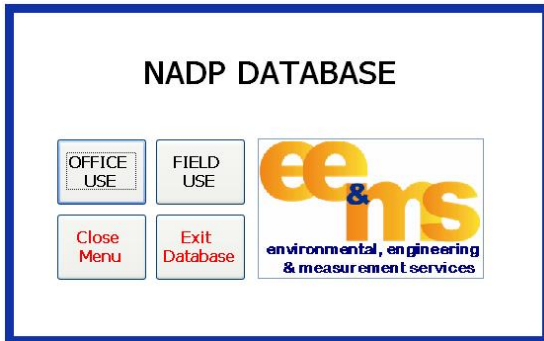 NADP DATABASE
OFFICE
USE
FIELD
USE
Close
Menu
Exit
Database
ee
&
ms
environmental, engineering
& measurement services